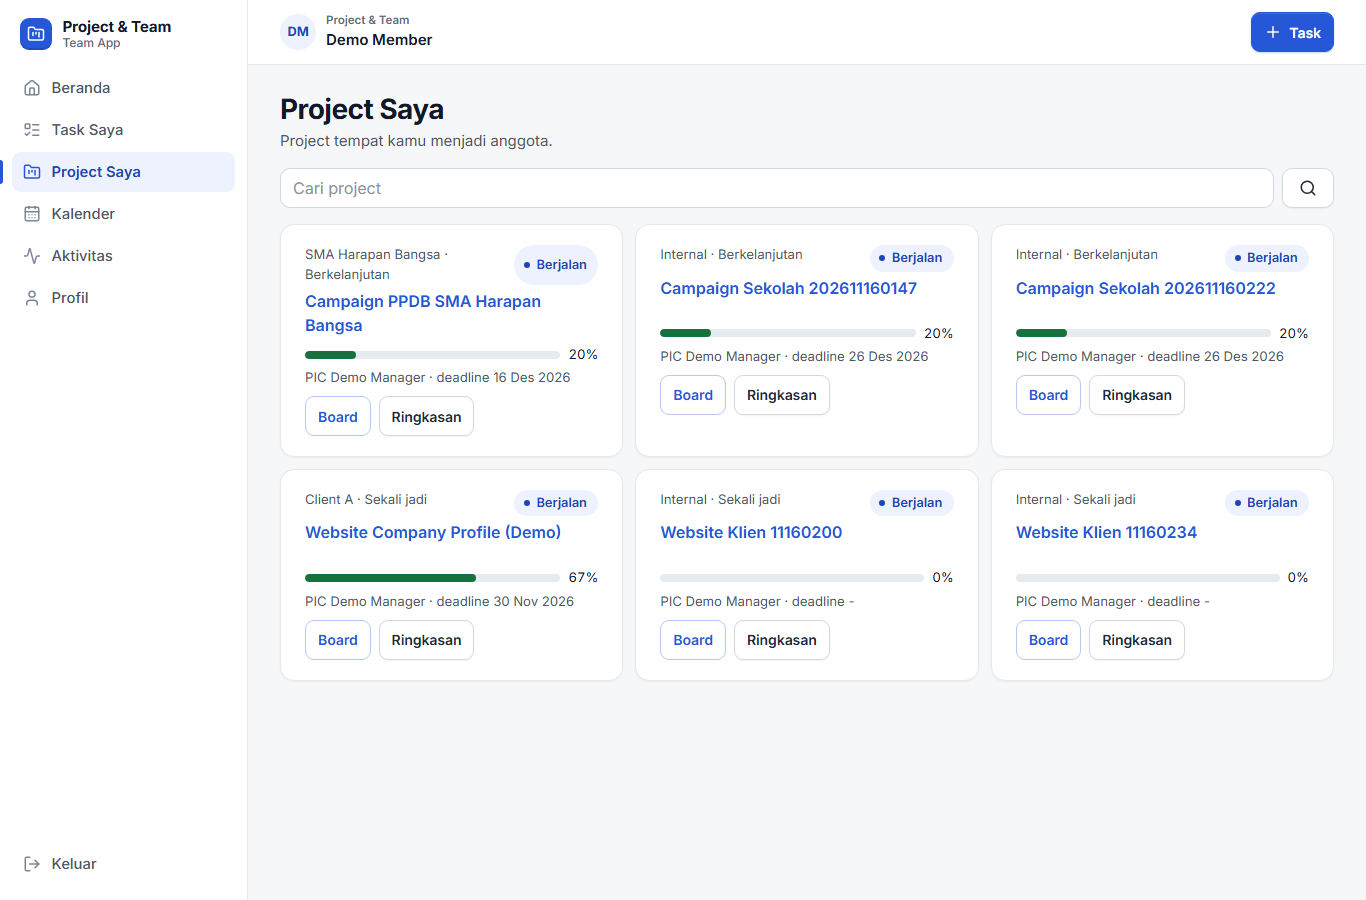 Project & Team
Team App
Beranda
Task Saya
Project Saya
Kalender
Aktivitas
Profil
Keluar
DM
Project & Team
Demo Member
Task
Project Saya
Project tempat kamu menjadi anggota.
Cari project
SMA Harapan Bangsa ·
Berkelanjutan
Berjalan
Campaign PPDB SMA Harapan
Bangsa
20%
PIC Demo Manager · deadline 16 Des 2026
Board
Ringkasan
Internal · Berkelanjutan
Berjalan
Campaign Sekolah 202611160147
20%
PIC Demo Manager · deadline 26 Des 2026
Board
Ringkasan
Internal · Berkelanjutan
Berjalan
Campaign Sekolah 202611160222
20%
PIC Demo Manager · deadline 26 Des 2026
Board
Ringkasan
Client A · Sekali jadi
Berjalan
Website Company Profile (Demo)
67%
PIC Demo Manager · deadline 30 Nov 2026
Board
Ringkasan
Internal · Sekali jadi
Berjalan
Website Klien 11160200
0%
PIC Demo Manager · deadline -
Board
Ringkasan
Internal · Sekali jadi
Berjalan
Website Klien 11160234
0%
PIC Demo Manager · deadline -
Board
Ringkasan